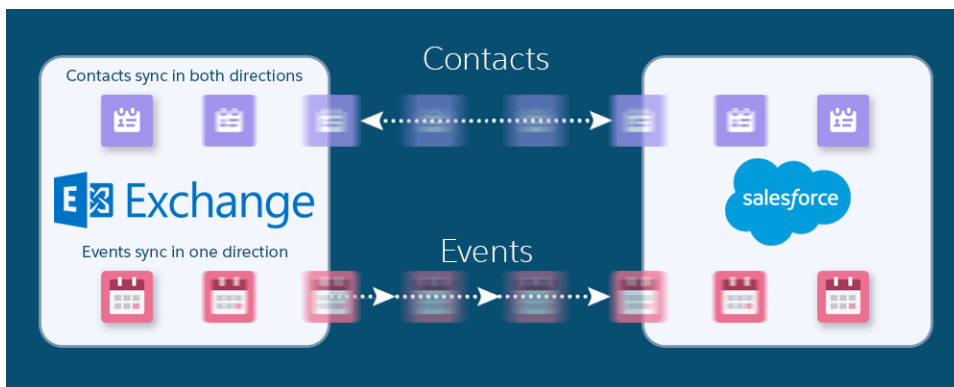 Contacts
Contacts sync in both directions
E Exchange
salesforce
Events sync in one direction
Events